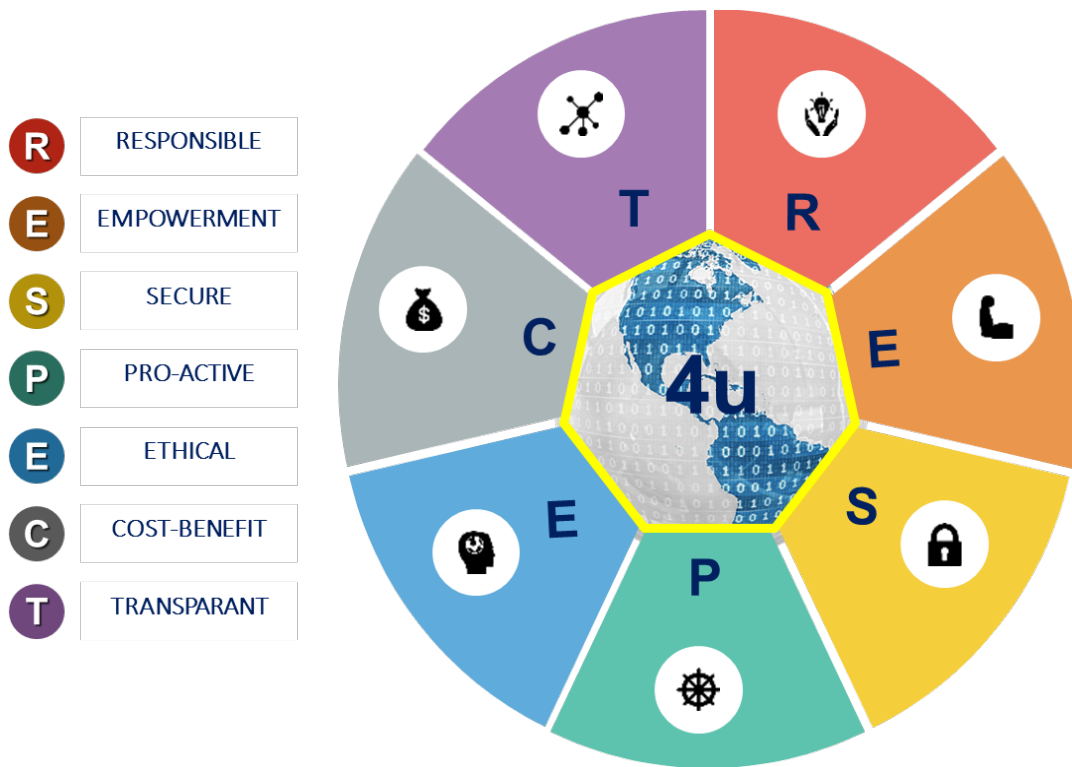 R RESPONSIBLE
E EMPOWERMENT
S SECURE
P PRO-ACTIVE
E ETHICAL
C COST-BENEFIT
T TRANSPARANT
T R
C E
4u
E S
P
$